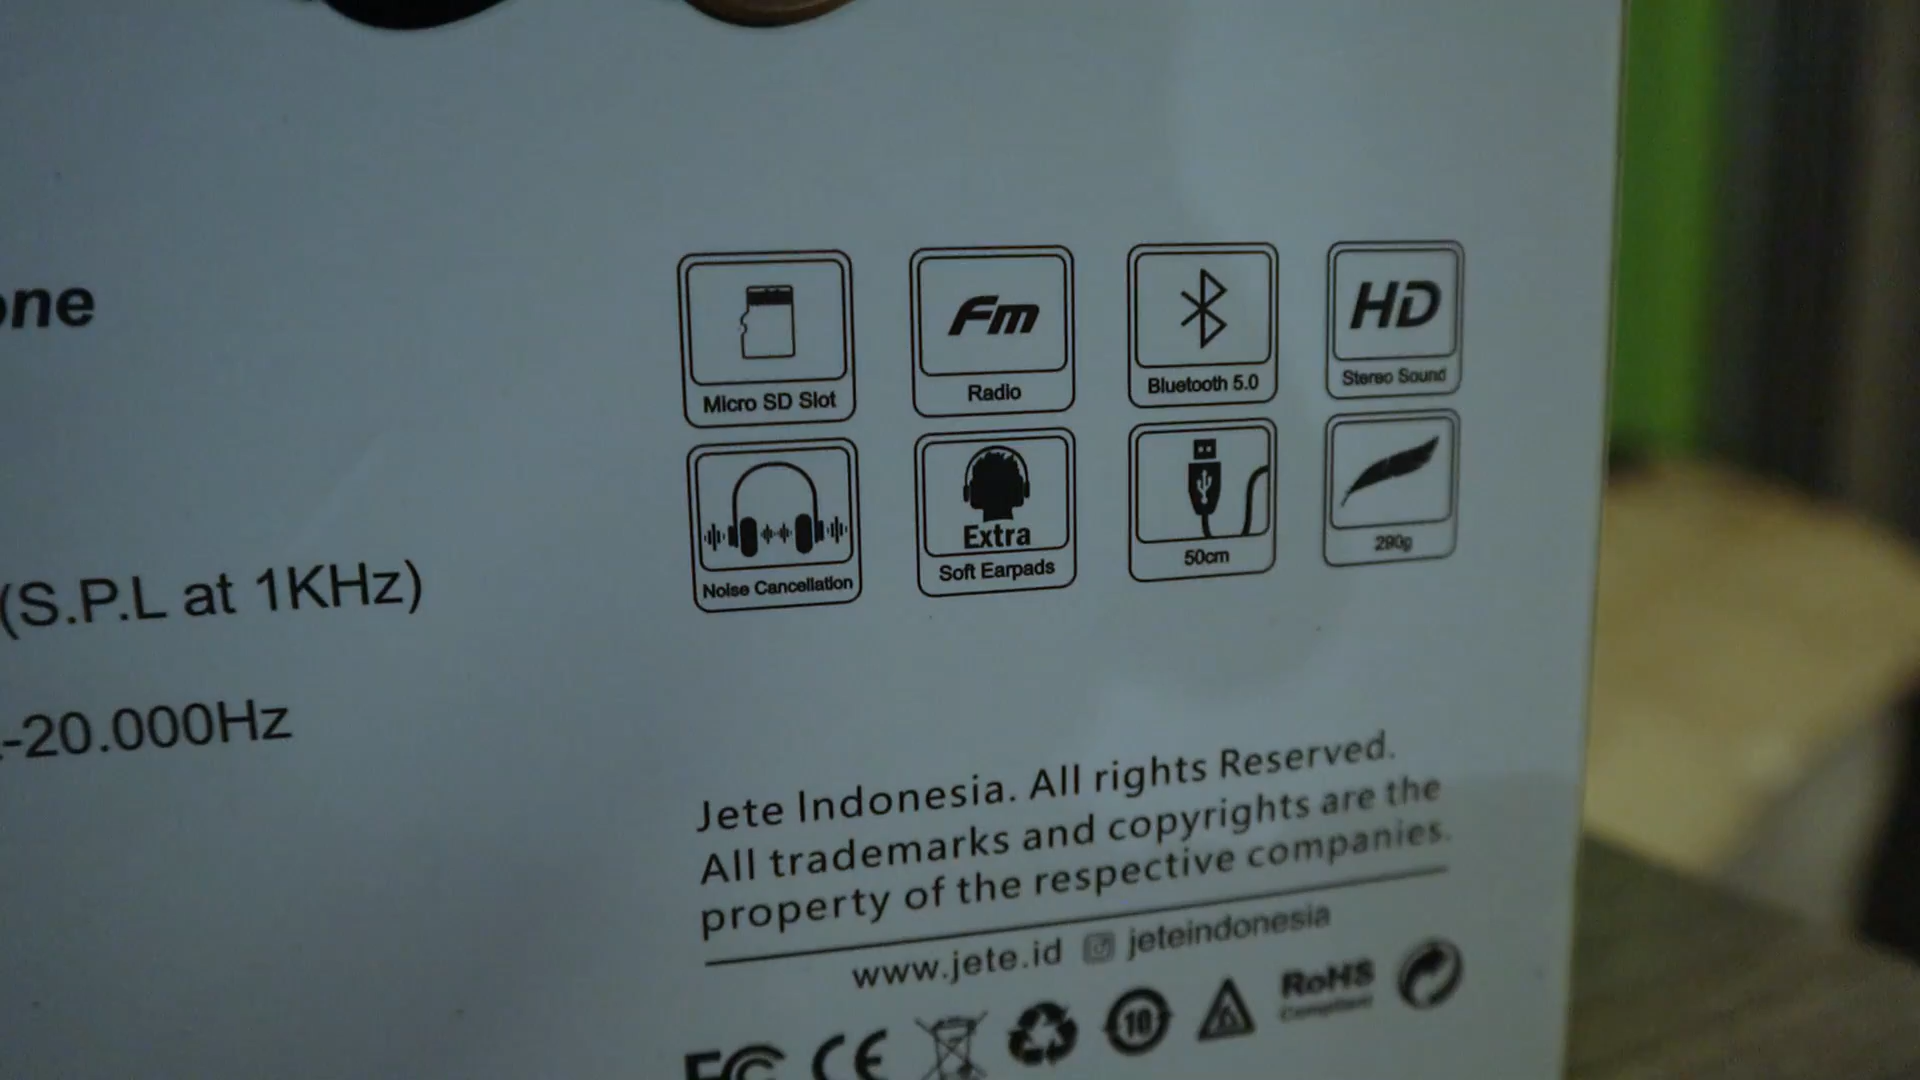 one
(S.P.L at 1KHz)
-20.000Hz
Fm
HD
Micro SD Slot
Radio
Bluetooth 5.0
Stereo Sound
Extra
Noise Cancellation
Soft Earpads
50cm
290g
Jete Indonesia. All rights Reserved.
All trademarks and copyrights are the
property of the respective companies.
www.jete.id jeteindonesia
FC CE 10 RoHS
Compliant